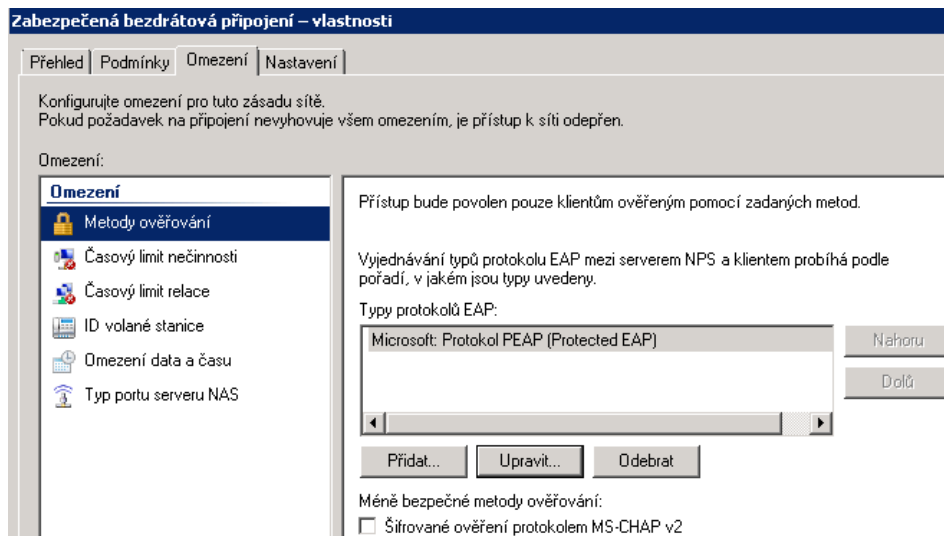 Zabezpečená bezdrátová připojení – vlastnosti
Přehled Podmínky Omezení Nastavení
Konfigurujte omezení pro tuto zásadu sítě.
Pokud požadavek na připojení nevyhovuje všem omezením, je přístup k síti odepřen.
Omezení:
Omezení
Metody ověřování
Časový limit nečinnosti
Časový limit relace
ID volané stanice
Omezení data a času
Typ portu serveru NAS
Přístup bude povolen pouze klientům ověřeným pomocí zadaných metod.
Vyjednávání typů protokolu EAP mezi serverem NPS a klientem probíhá podle
pořadí, v jakém jsou typy uvedeny.
Typy protokolů EAP:
Microsoft: Protokol PEAP (Protected EAP)
Nahoru
Dolů
Přidat... Upravit... Odebrat
Méně bezpečné metody ověřování:
Šifrované ověření protokolem MS-CHAP v2